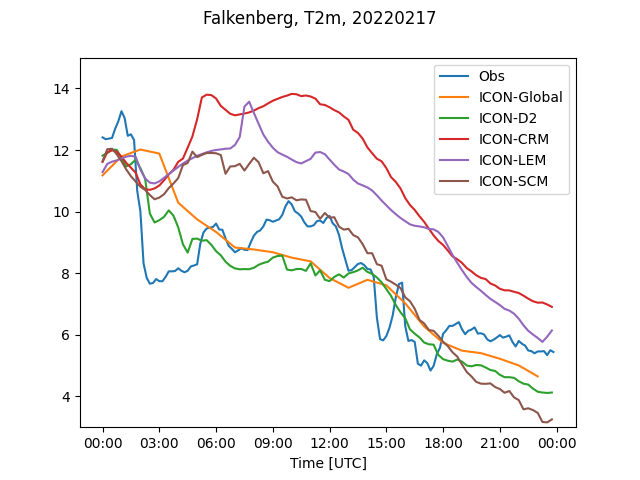 Falkenberg, T2m, 20220217
14
12
10
8
6
4
Obs
ICON-Global
ICON-D2
ICON-CRM
ICON-LEM
ICON-SCM
00:00 03:00 06:00 09:00 12:00 15:00 18:00 21:00 00:00
Time [UTC]